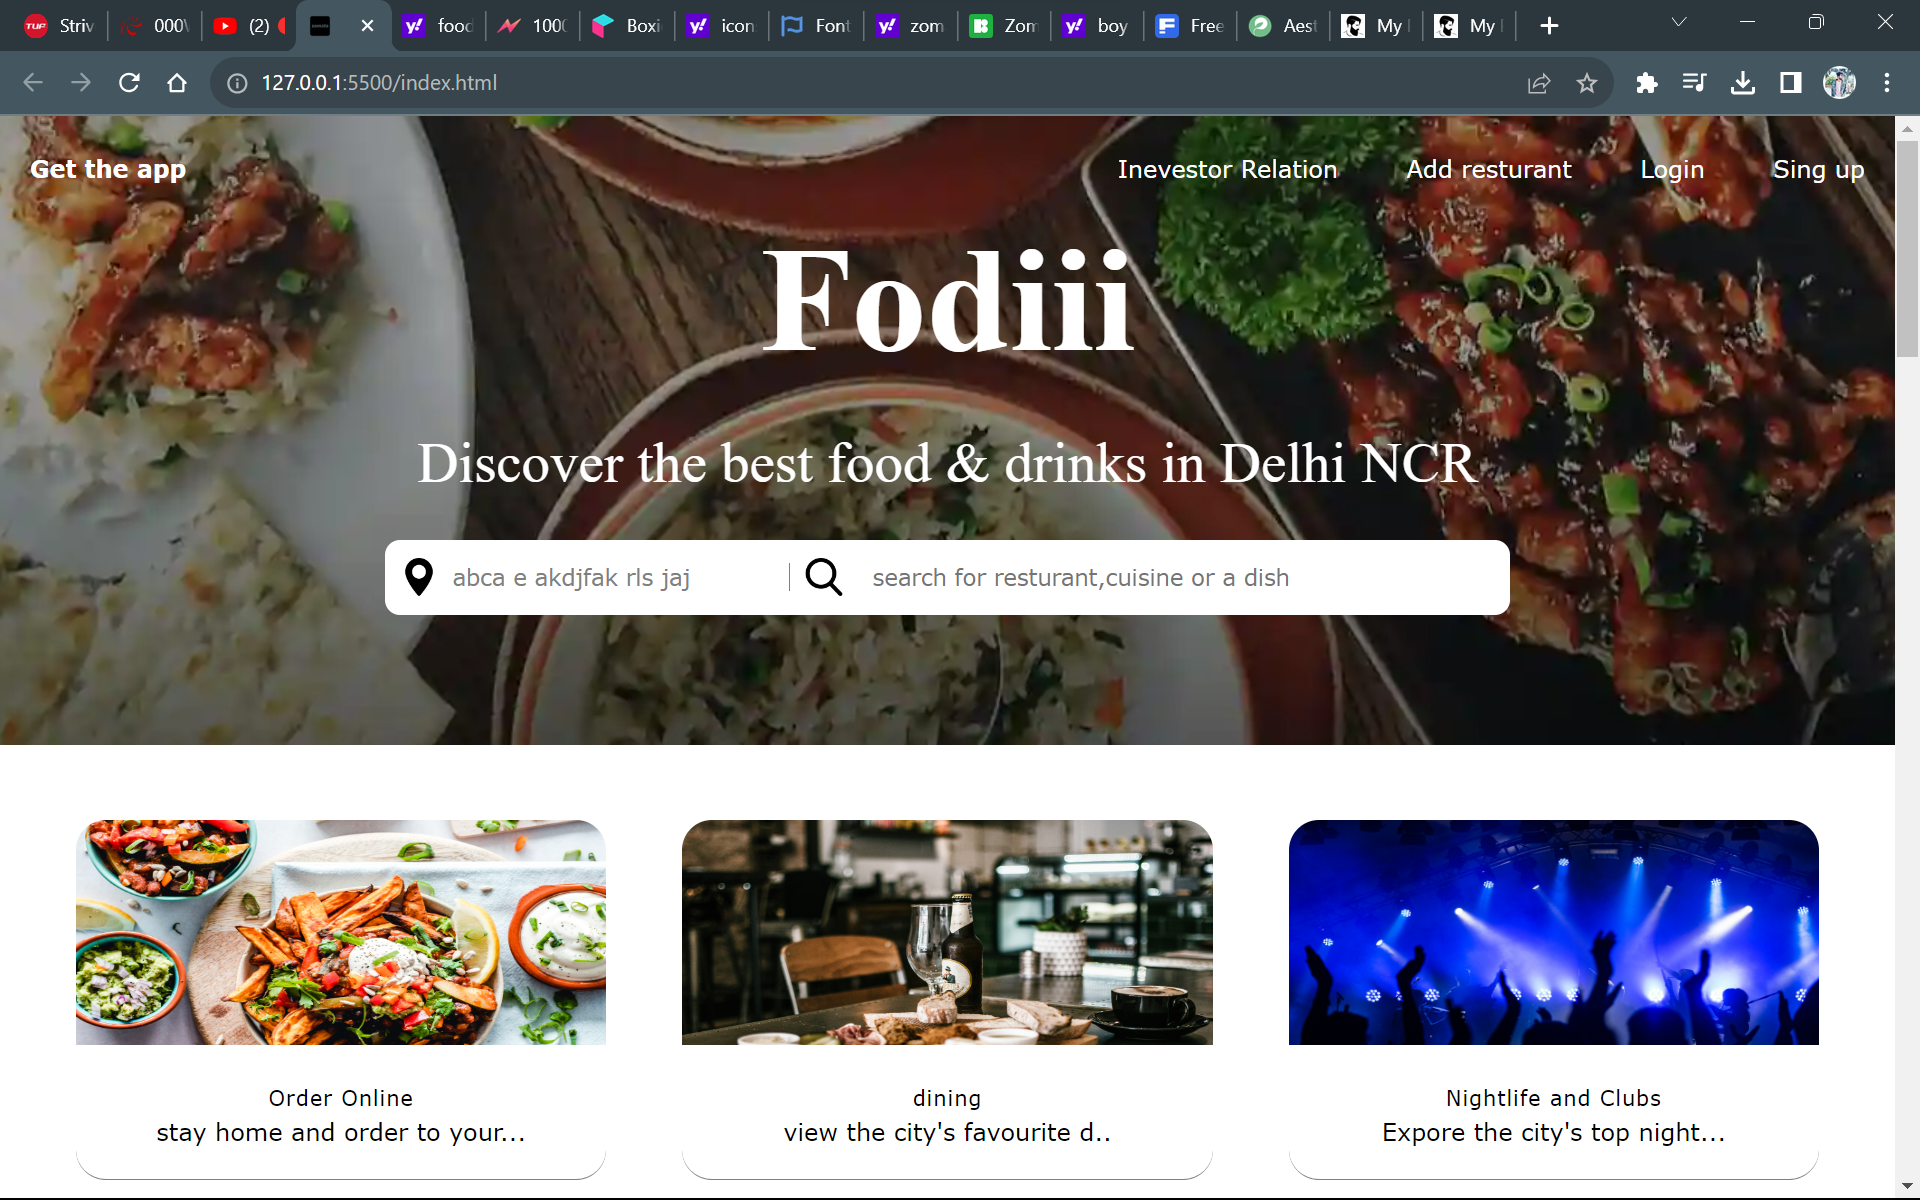 TUF Striv 000 (2) food 100 Boxi icon Font zom Zom boy Free Aest My My
127.0.0.1:5500/index.html
Get the app Inevestor Relation Add resturant Login Sing up
Fodiii
Discover the best food & drinks in Delhi NCR
abca e akdjfak rls jaj search for resturant,cuisine or a dish
Order Online dining Nightlife and Clubs
stay home and order to your... view the city's favourite d.. Expore the city's top night...